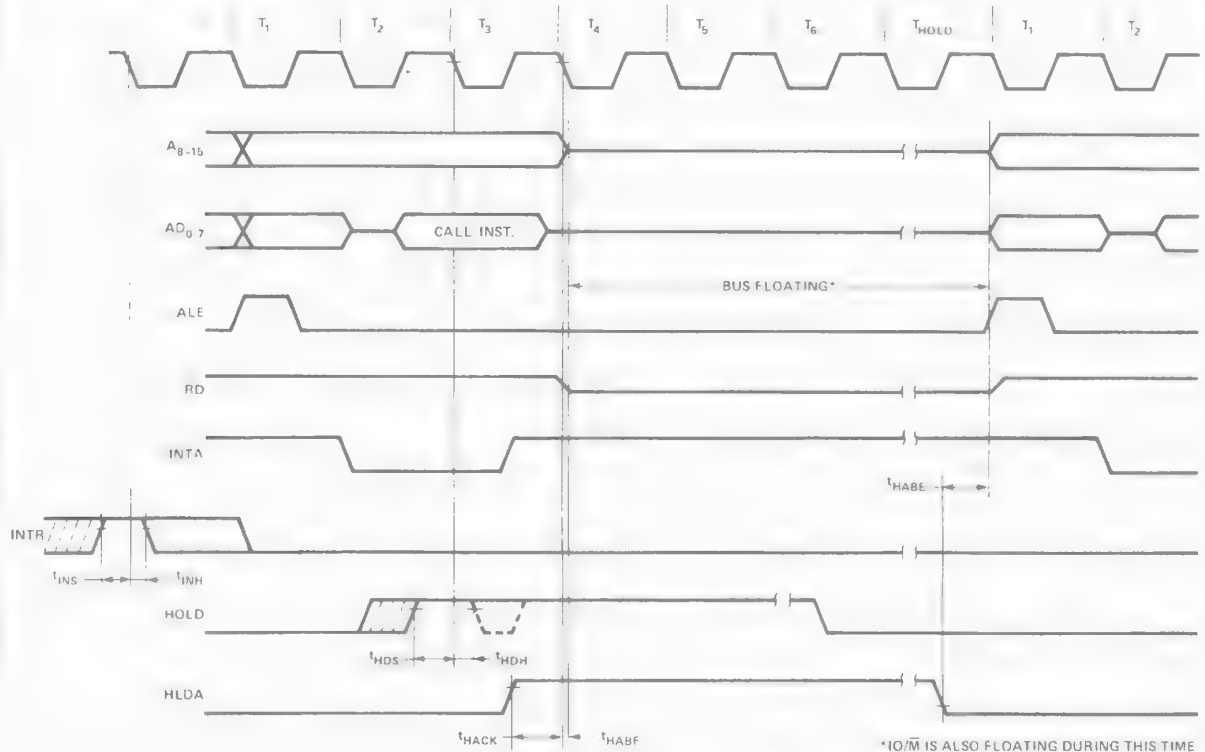 T1 T2 T3 T4 T5 T6 THOLD T1 T2
A8-15
AD0-7
CALL INST.
BUS FLOATING*
ALE
RD
INTA
tHABE
INTR
tINS tINH
HOLD
tHDS tHDH
HLDA
tHACK tHABF
*IO/M̅ IS ALSO FLOATING DURING THIS TIME